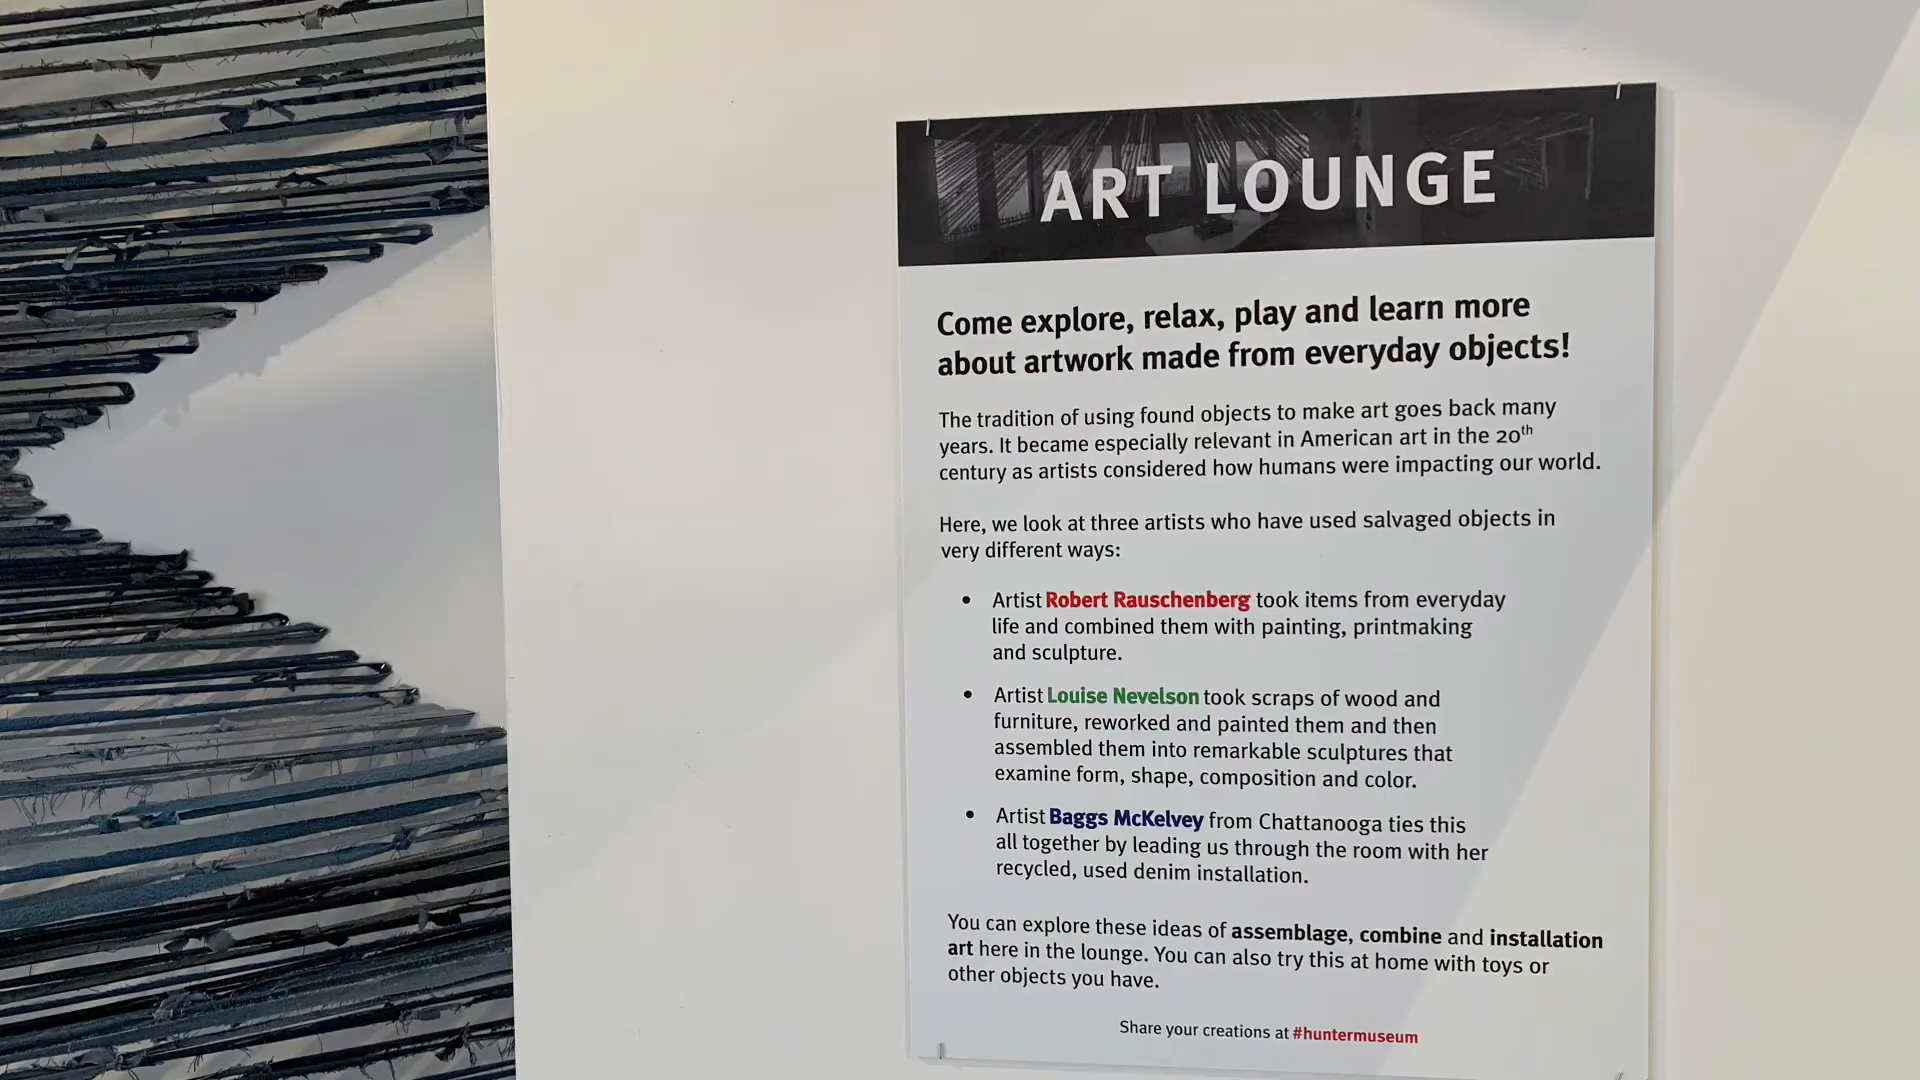 ART LOUNGE
Come explore, relax, play and learn more
about artwork made from everyday objects!
The tradition of using found objects to make art goes back many
years. It became especially relevant in American art in the 20th
century as artists considered how humans were impacting our world.
Here, we look at three artists who have used salvaged objects in
very different ways:
• Artist Robert Rauschenberg took items from everyday
life and combined them with painting, printmaking
and sculpture.
• Artist Louise Nevelson took scraps of wood and
furniture, reworked and painted them and then
assembled them into remarkable sculptures that
examine form, shape, composition and color.
• Artist Baggs McKelvey from Chattanooga ties this
all together by leading us through the room with her
recycled, used denim installation.
You can explore these ideas of assemblage, combine and installation
art here in the lounge. You can also try this at home with toys or
other objects you have.
Share your creations at #huntermuseum